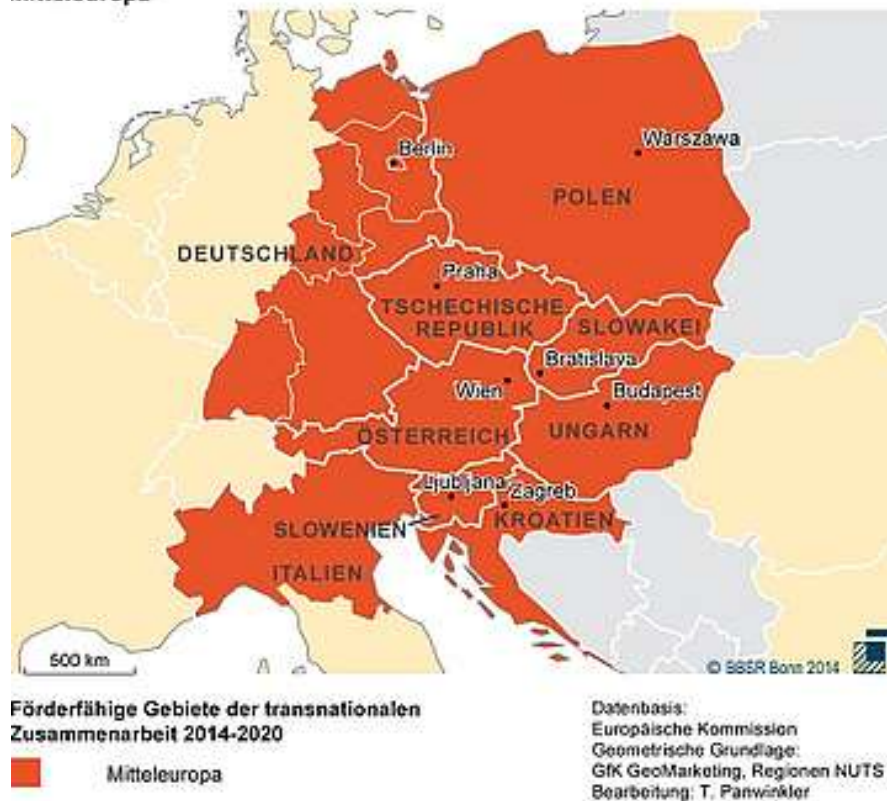 Berlin
Warszawa
POLEN
DEUTSCHLAND
Praha
TSCHECHISCHE
REPUBLIK
SLOWAKEI
Bratislava
Wien
Budapest
ÖSTERREICH
UNGARN
Ljubljana
Zagreb
SLOWENIEN
KROATIEN
ITALIEN
500 km
© BBSR Bonn 2014
Förderfähige Gebiete der transnationalen
Zusammenarbeit 2014-2020
Mitteleuropa
Datenbasis:
Europäische Kommission
Geometrische Grundlage:
GfK GeoMarketing, Regionen NUTS
Bearbeitung: T. Panwinkler